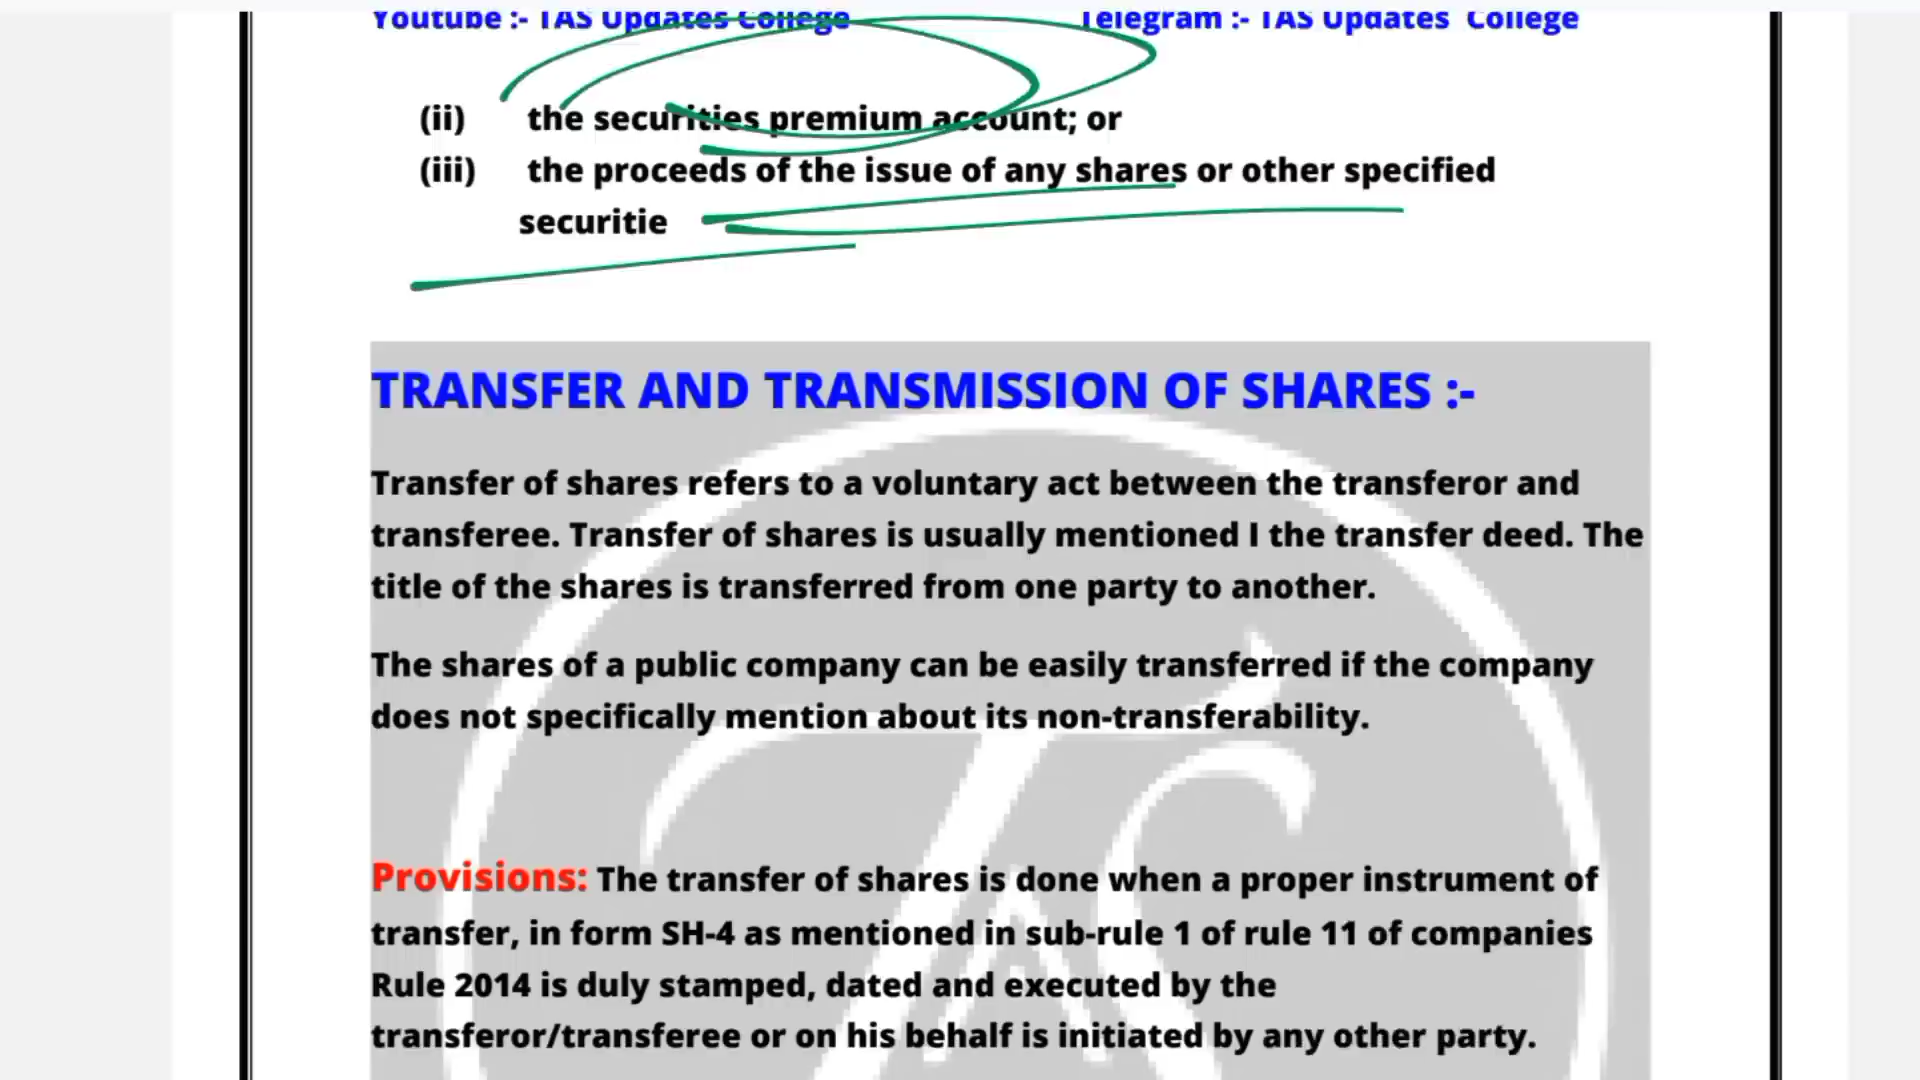 Youtube :- TAS Updates College Telegram :- TAS Updates College
(ii) the securities premium account; or
(iii) the proceeds of the issue of any shares or other specified
securitie
TRANSFER AND TRANSMISSION OF SHARES :-
Transfer of shares refers to a voluntary act between the transferor and
transferee. Transfer of shares is usually mentioned I the transfer deed. The
title of the shares is transferred from one party to another.
The shares of a public company can be easily transferred if the company
does not specifically mention about its non-transferability.
Provisions: The transfer of shares is done when a proper instrument of
transfer, in form SH-4 as mentioned in sub-rule 1 of rule 11 of companies
Rule 2014 is duly stamped, dated and executed by the
transferor/transferee or on his behalf is initiated by any other party.